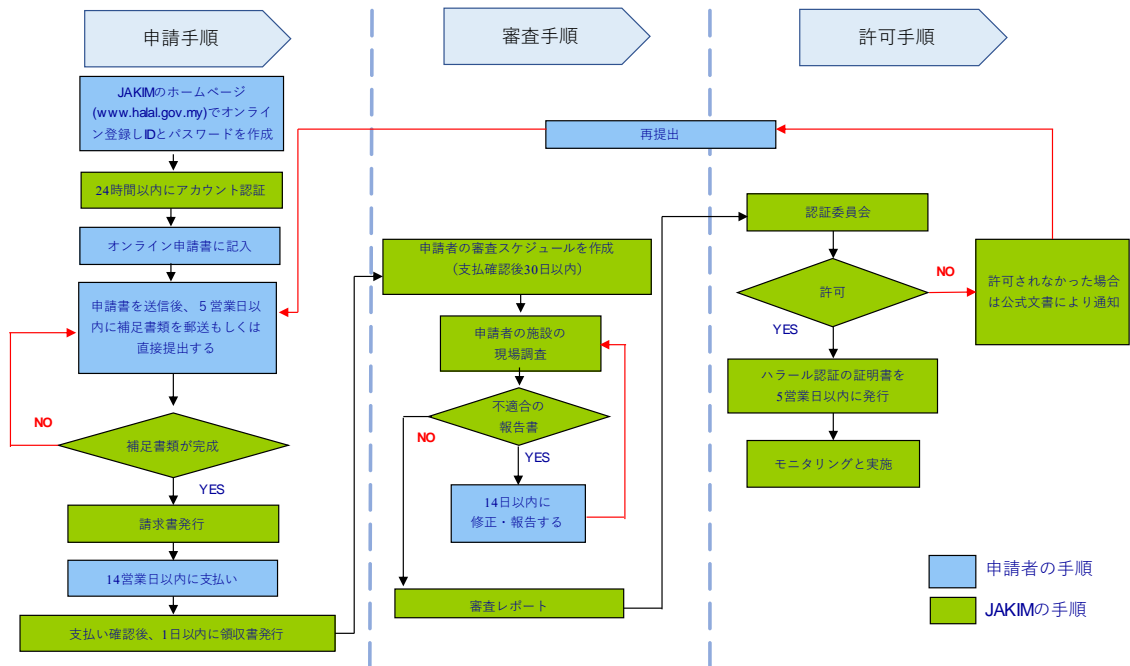 申請手順
審査手順
許可手順
JAKIMのホームページ
(www.halal.gov.my)でオンライ
ン登録しIDとパスワードを作成
24時間以内にアカウント認証
オンライン申請書に記入
申請書を送信後、５営業日以
内に補足書類を郵送もしくは
直接提出する
NO
補足書類が完成
YES
請求書発行
14営業日以内に支払い
支払い確認後、1日以内に領収書発行
再提出
申請者の審査スケジュールを作成
（支払確認後30日以内）
申請者の施設の
現場調査
不適合の
報告書
NO
YES
14日以内に
修正・報告する
審査レポート
認証委員会
許可
NO
YES
許可されなかった場合
は公式文書により通知
ハラール認証の証明書を
5営業日以内に発行
モニタリングと実施
申請者の手順
JAKIMの手順